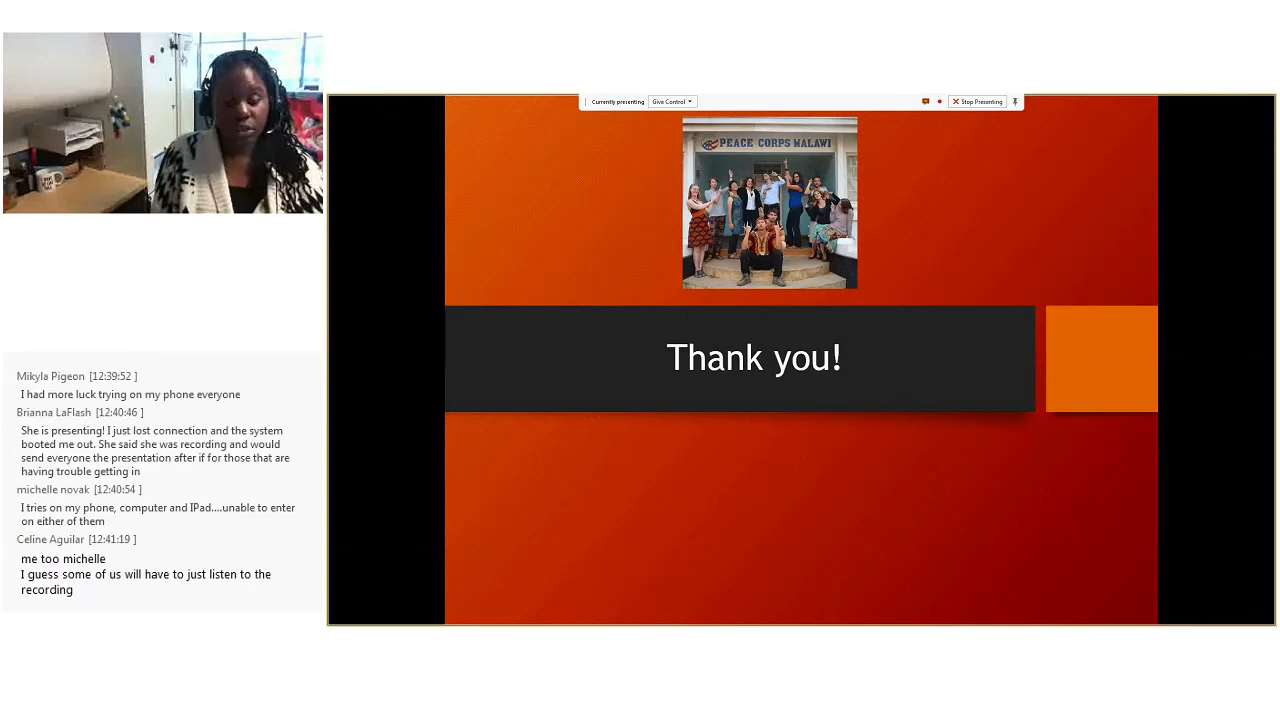 Currently presenting
Give Control
Stop Presenting
PEACE CORPS MALAWI
Thank you!
Mikyla Pigeon [12:39:52 ]
I had more luck trying on my phone everyone
Brianna LaFlash [12:40:46 ]
She is presenting! I just lost connection and the system
booted me out. She said she was recording and would
send everyone the presentation after if for those that are
having trouble getting in
michelle novak [12:40:54 ]
I tries on my phone, computer and IPad....unable to enter
on either of them
Celine Aguilar [12:41:19 ]
me too michelle
I guess some of us will have to just listen to the
recording